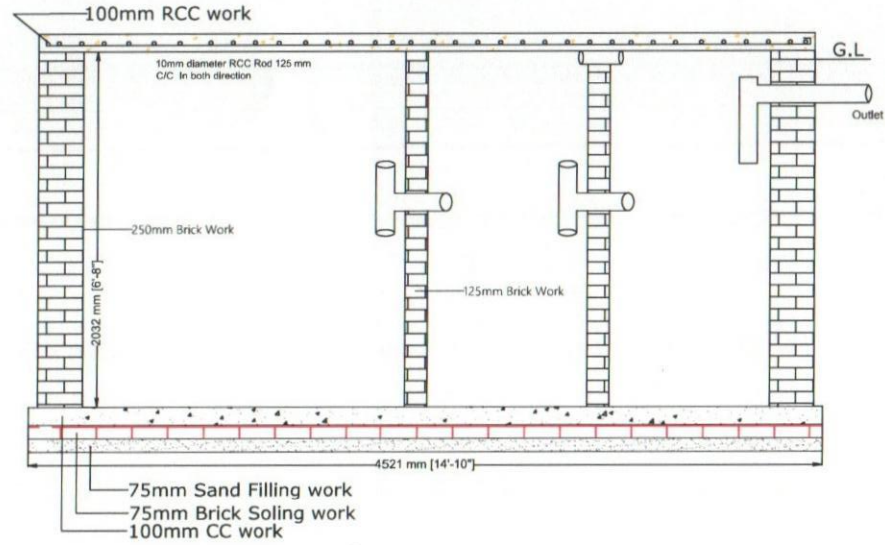 100mm RCC work
10mm diameter RCC Rod 125 mm
C/C In both direction
G.L
Outlet
250mm Brick Work
2032 mm [6'-8"]
125mm Brick Work
4521 mm [14'-10"]
75mm Sand Filling work
75mm Brick Soling work
100mm CC work